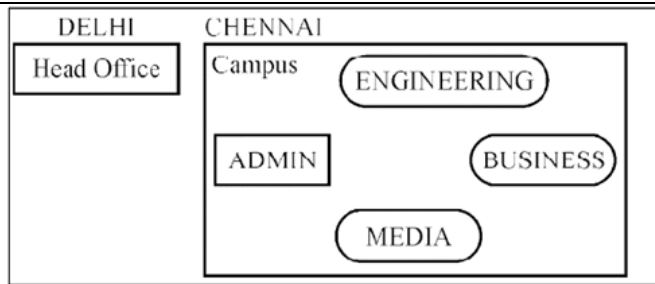 DELHI
CHENNAI
Head Office
Campus
ENGINEERING
ADMIN
BUSINESS
MEDIA